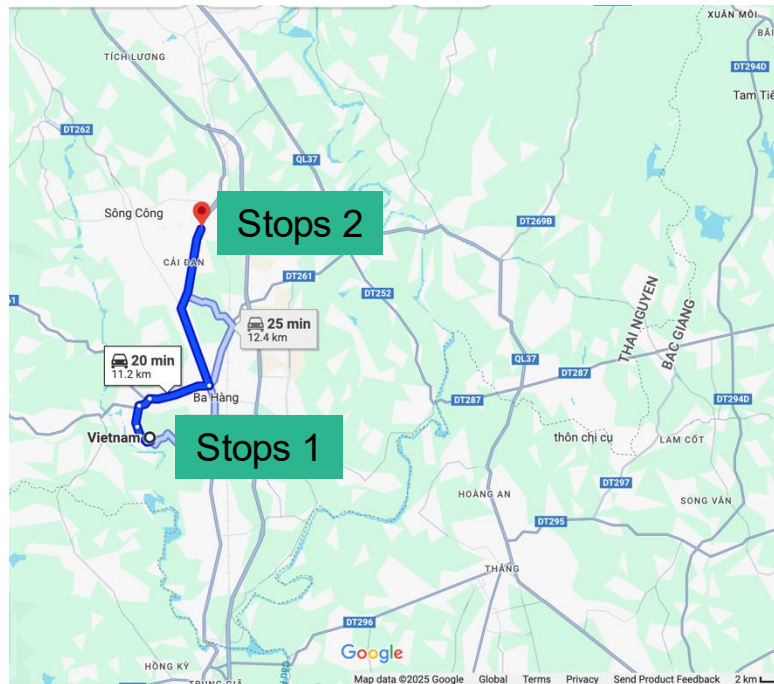 XUÂN MÔI
TÍCH LƯƠNG
DT294D
Tam Tiế
DT262
QL37
Sông Công
Stops 2
DT269B
CẢI ĐAN
DT261
DT252
THAI NGUYEN
BAC GIANG
25 min
12.4 km
20 min
11.2 km
QL37
DT287
Ba Hàng
DT287
DT294D
Vietnam
Stops 1
thôn chị cụ
LAM CỐT
DT297
HOÀNG AN
SONG VÂN
DT295
THẮNG
DT296
Google
HỒNG KỲ
TRUNG GIÃ
Map data ©2025 Google Global Terms Privacy Send Product Feedback 2 km